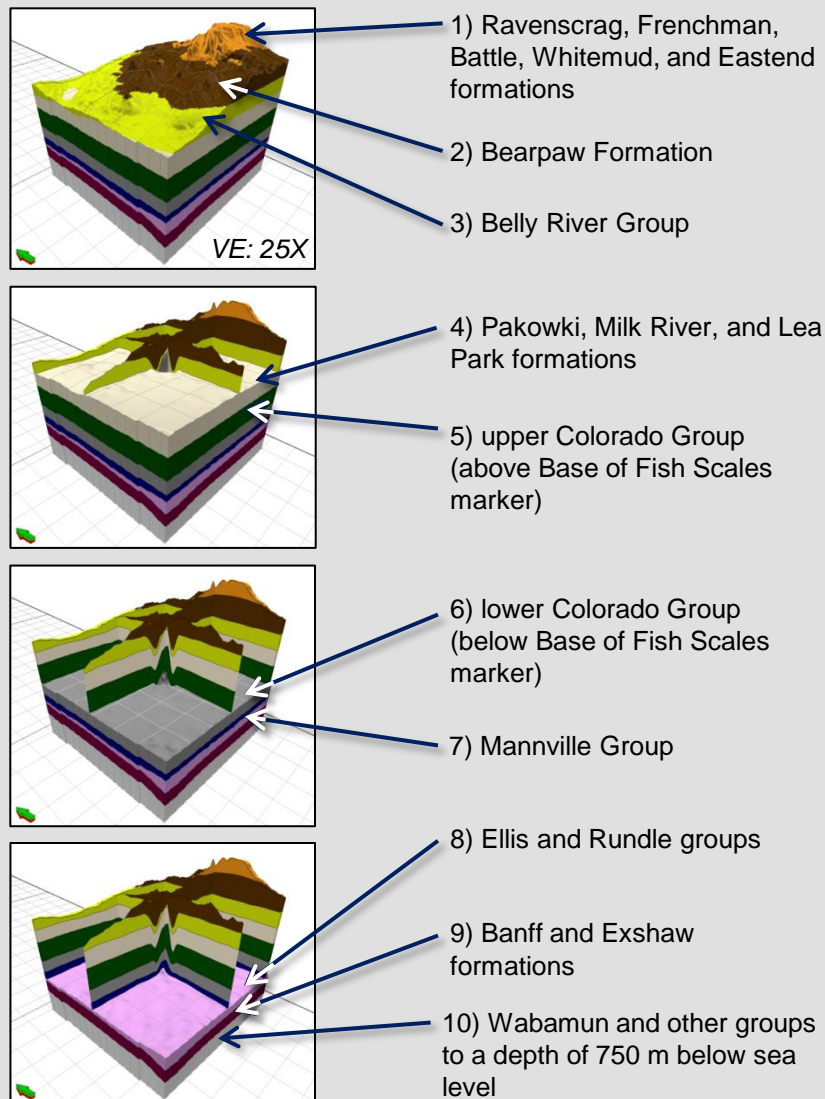 1) Ravenscrag, Frenchman,
Battle, Whitemud, and Eastend
formations
2) Bearpaw Formation
3) Belly River Group
VE: 25X
4) Pakowki, Milk River, and Lea
Park formations
5) upper Colorado Group
(above Base of Fish Scales
marker)
6) lower Colorado Group
(below Base of Fish Scales
marker)
7) Mannville Group
8) Ellis and Rundle groups
9) Banff and Exshaw
formations
10) Wabamun and other groups
to a depth of 750 m below sea
level